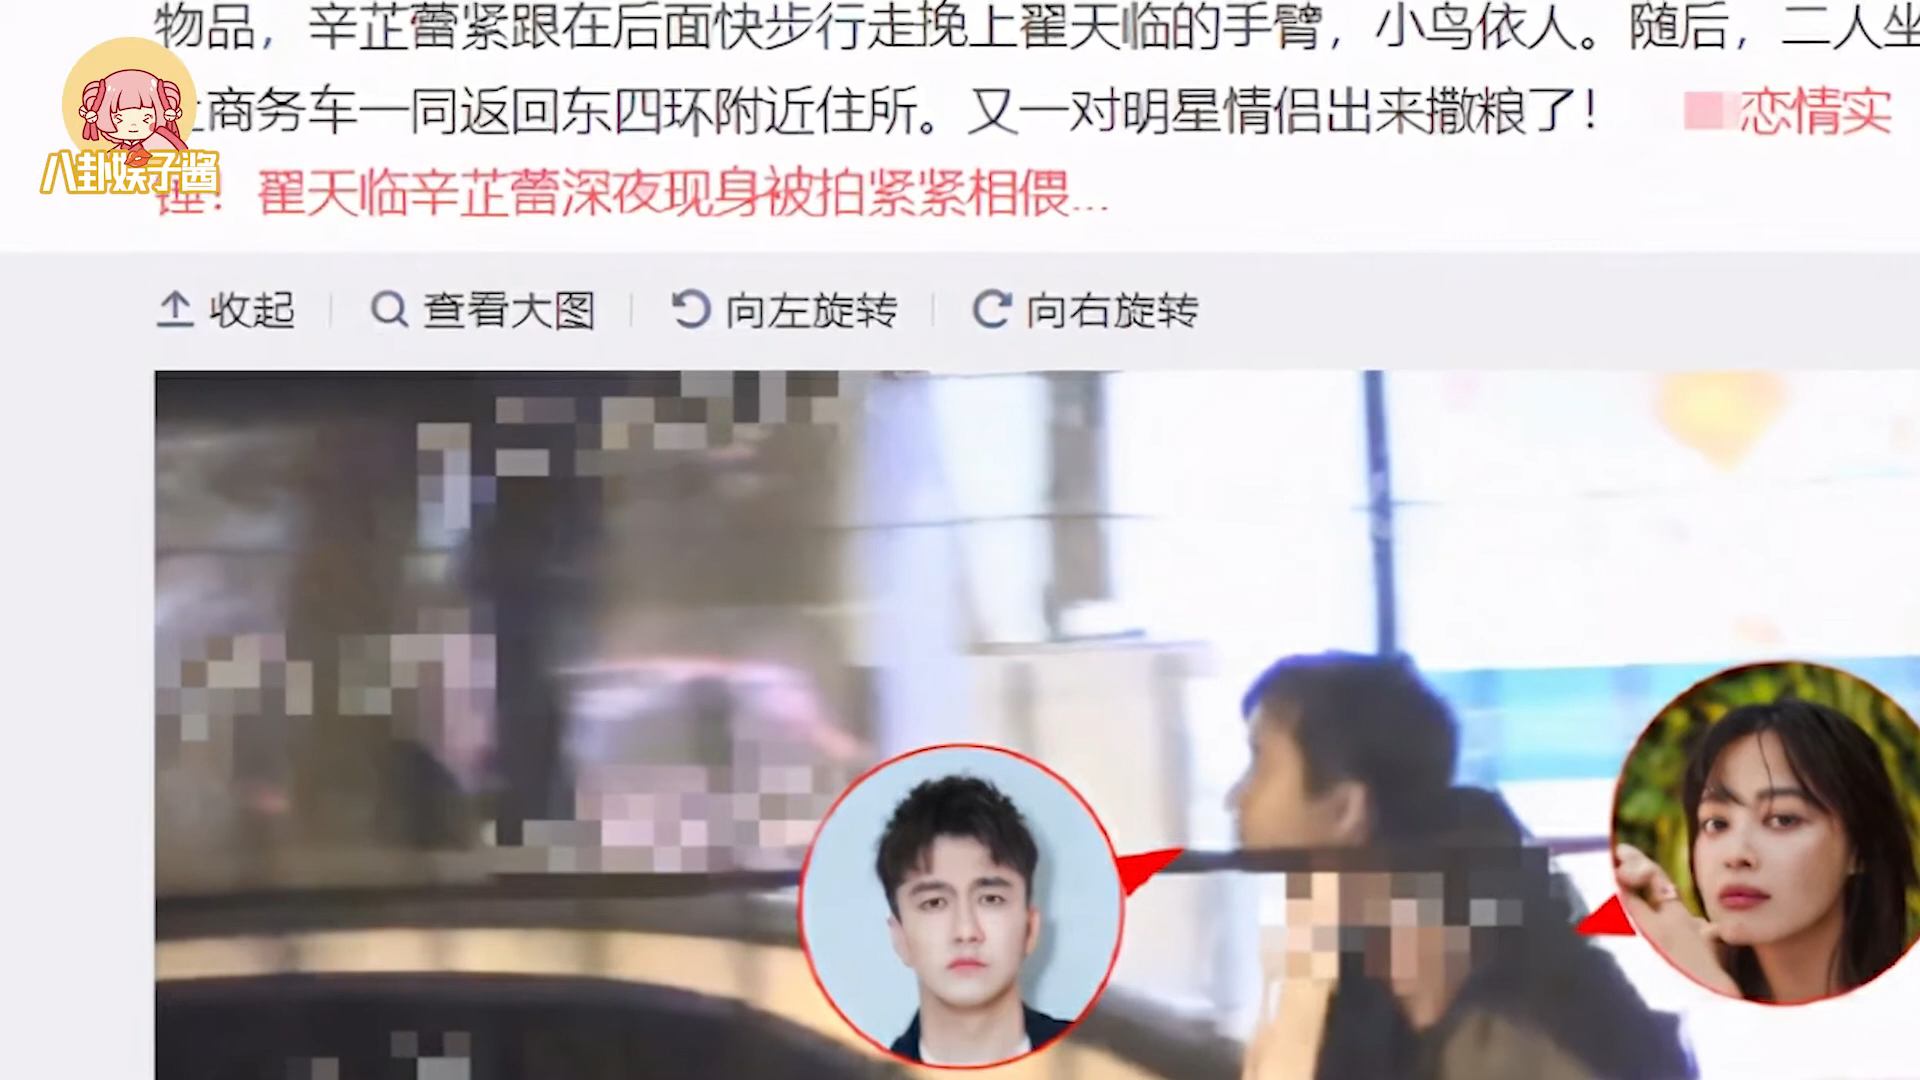 物品，辛芷蕾紧跟在后面快步行走挽上翟天临的手臂，小鸟依人。随后，二人坐
上商务车一同返回东四环附近住所。又一对明星情侣出来撒粮了！ 恋情实
锤！翟天临辛芷蕾深夜现身被拍紧紧相偎...
八卦娱子酱
收起 查看大图 向左旋转 向右旋转